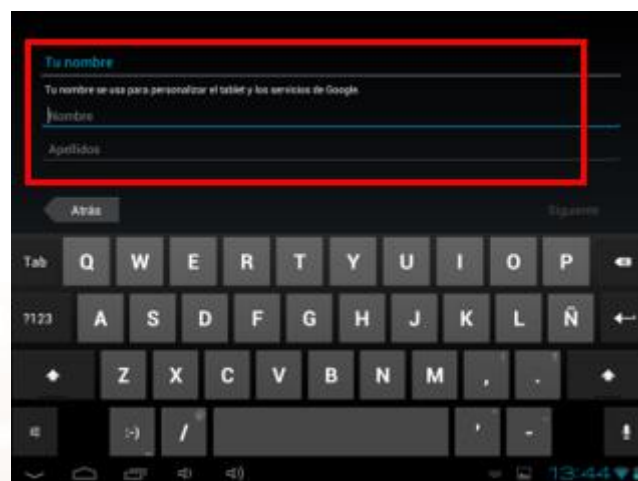 Tu nombre
Tu nombre se usa para personalizar el tablet y los servicios de Google.
Nombre
Apellidos
Atrás
Siguiente
Tab Q W E R T Y U I O P
?123 A S D F G H J K L Ñ
Z X C V B N M , .
:-) / ' -
13:44